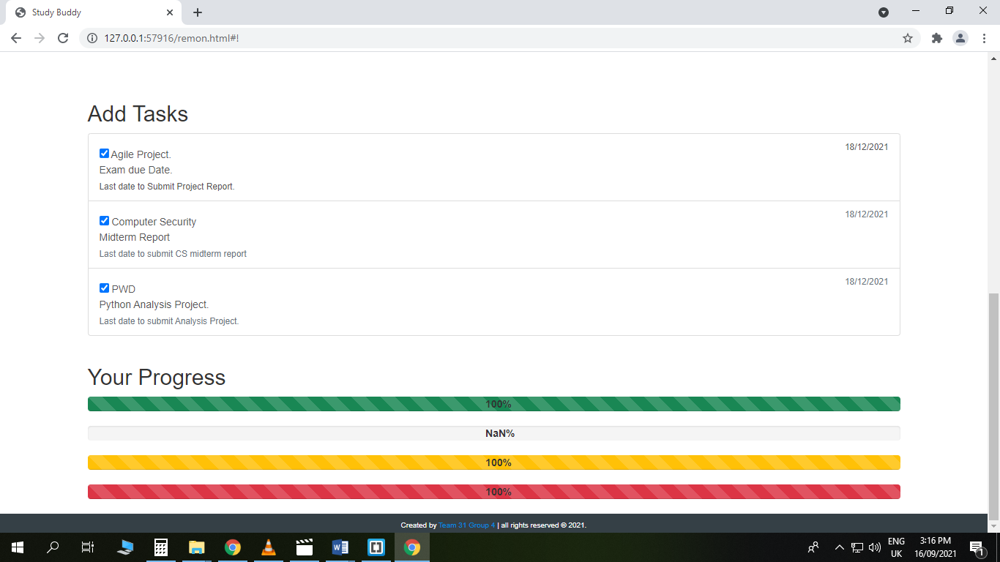 Study Buddy
127.0.0.1:57916/remon.html#!
Add Tasks
Agile Project.
18/12/2021
Exam due Date.
Last date to Submit Project Report.
Computer Security
18/12/2021
Midterm Report
Last date to submit CS midterm report
PWD
18/12/2021
Python Analysis Project.
Last date to submit Analysis Project.
Your Progress
100%
NaN%
100%
100%
Created by Team 31 Group 4 | all rights reserved © 2021.
ENG
UK
3:16 PM
16/09/2021
1